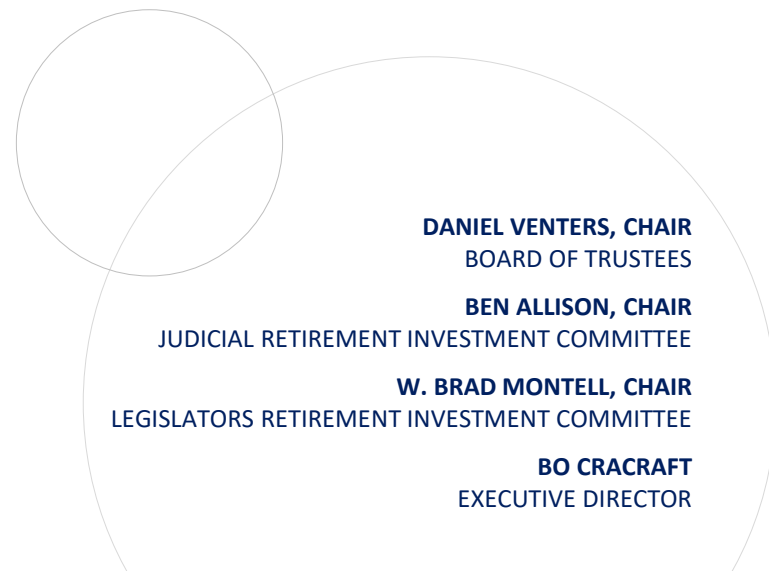 DANIEL VENTERS, CHAIR
BOARD OF TRUSTEES
BEN ALLISON, CHAIR
JUDICIAL RETIREMENT INVESTMENT COMMITTEE
W. BRAD MONTELL, CHAIR
LEGISLATORS RETIREMENT INVESTMENT COMMITTEE
BO CRACRAFT
EXECUTIVE DIRECTOR